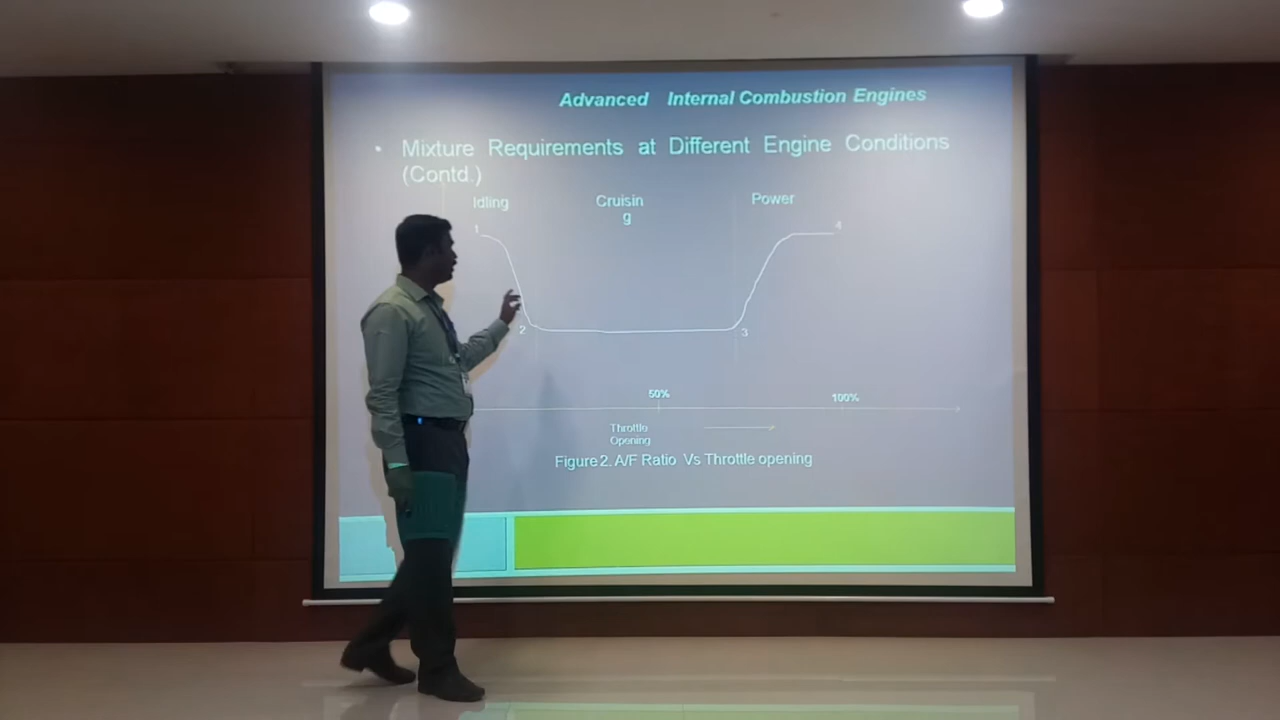 Advanced Internal Combustion Engines
• Mixture Requirements at Different Engine Conditions
(Contd.)
Idling
Cruisin
g
Power
1
4
2
3
50%
100%
Throttle
Opening
Figure 2. A/F Ratio Vs Throttle opening